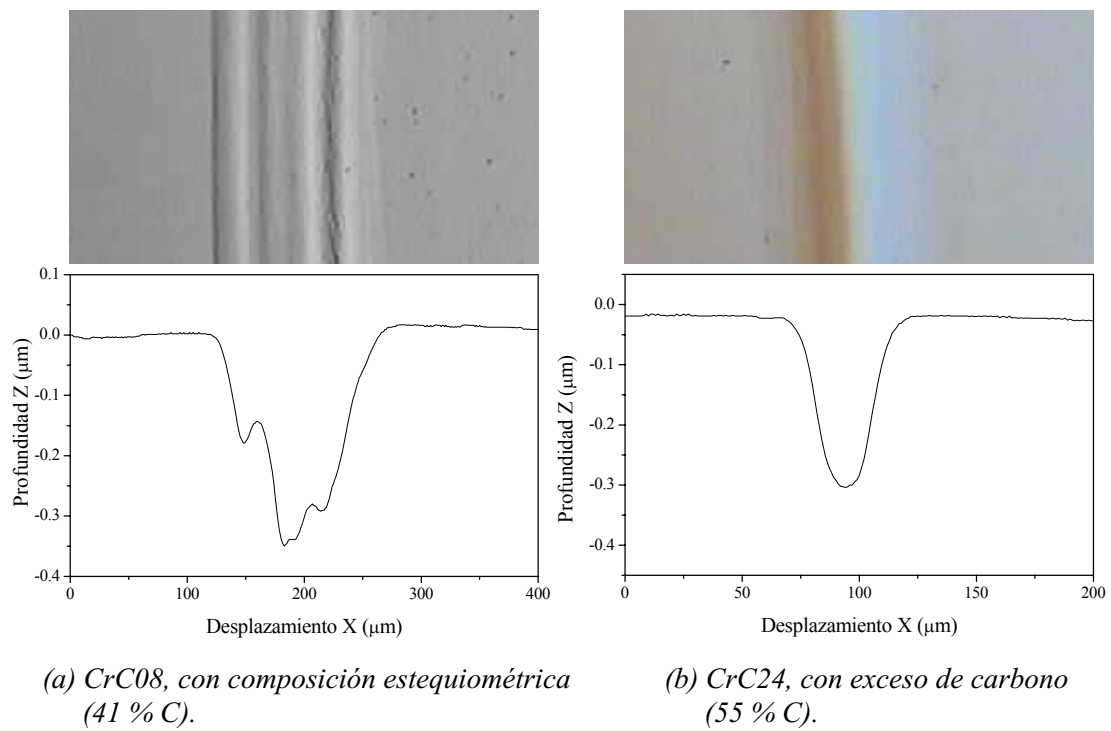 0.1
0.0
-0.1
-0.2
-0.3
-0.4
Profundidad Z (μm)
0 100 200 300 400
Desplazamiento X (μm)
0.0
-0.1
-0.2
-0.3
-0.4
Profundidad Z (μm)
0 50 100 150 200
Desplazamiento X (μm)
(a) CrC08, con composición estequiométrica
(41 % C).
(b) CrC24, con exceso de carbono
(55 % C).